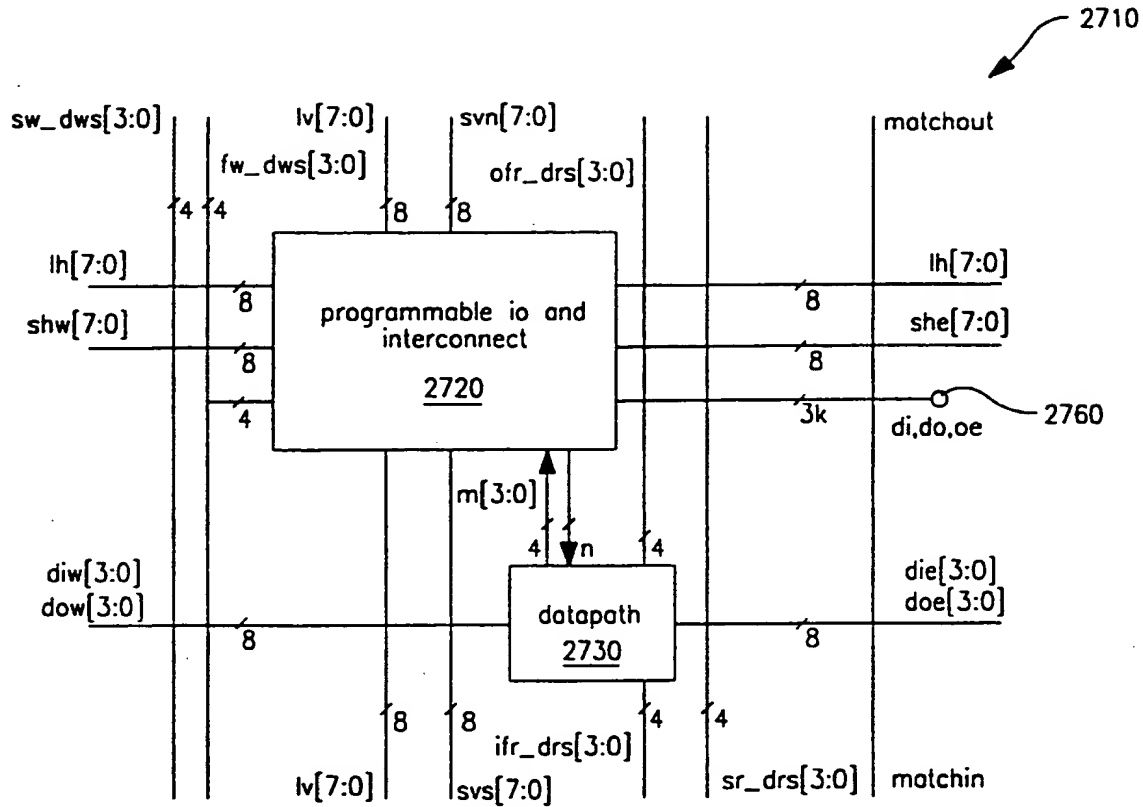 2710
sw_dws[3:0]
lv[7:0]
svn[7:0]
matchout
fw_dws[3:0]
ofr_drs[3:0]
4
4
8
8
lh[7:0]
lh[7:0]
8
8
programmable io and
interconnect
shw[7:0]
she[7:0]
8
8
2720
4
3k
2760
di,do,oe
m[3:0]
4
n
4
diw[3:0]
dow[3:0]
die[3:0]
doe[3:0]
datapath
2730
8
8
8
8
4
4
ifr_drs[3:0]
lv[7:0]
svs[7:0]
sr_drs[3:0]
matchin